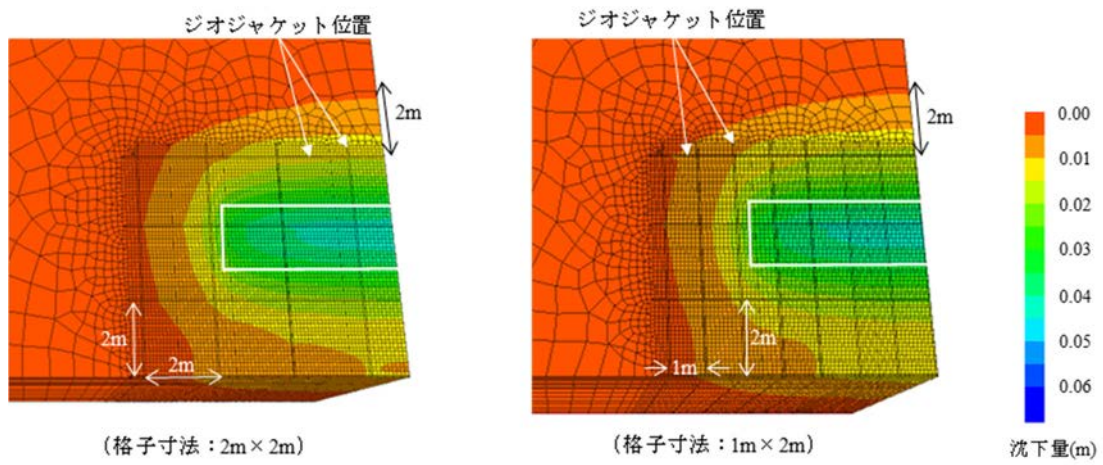 ジオジャケット位置
ジオジャケット位置
2m
2m
2m
2m
2m
1m
0.00
0.01
0.02
0.03
0.04
0.05
0.06
沈下量(m)
(格子寸法：2m×2m)
(格子寸法：1m×2m)